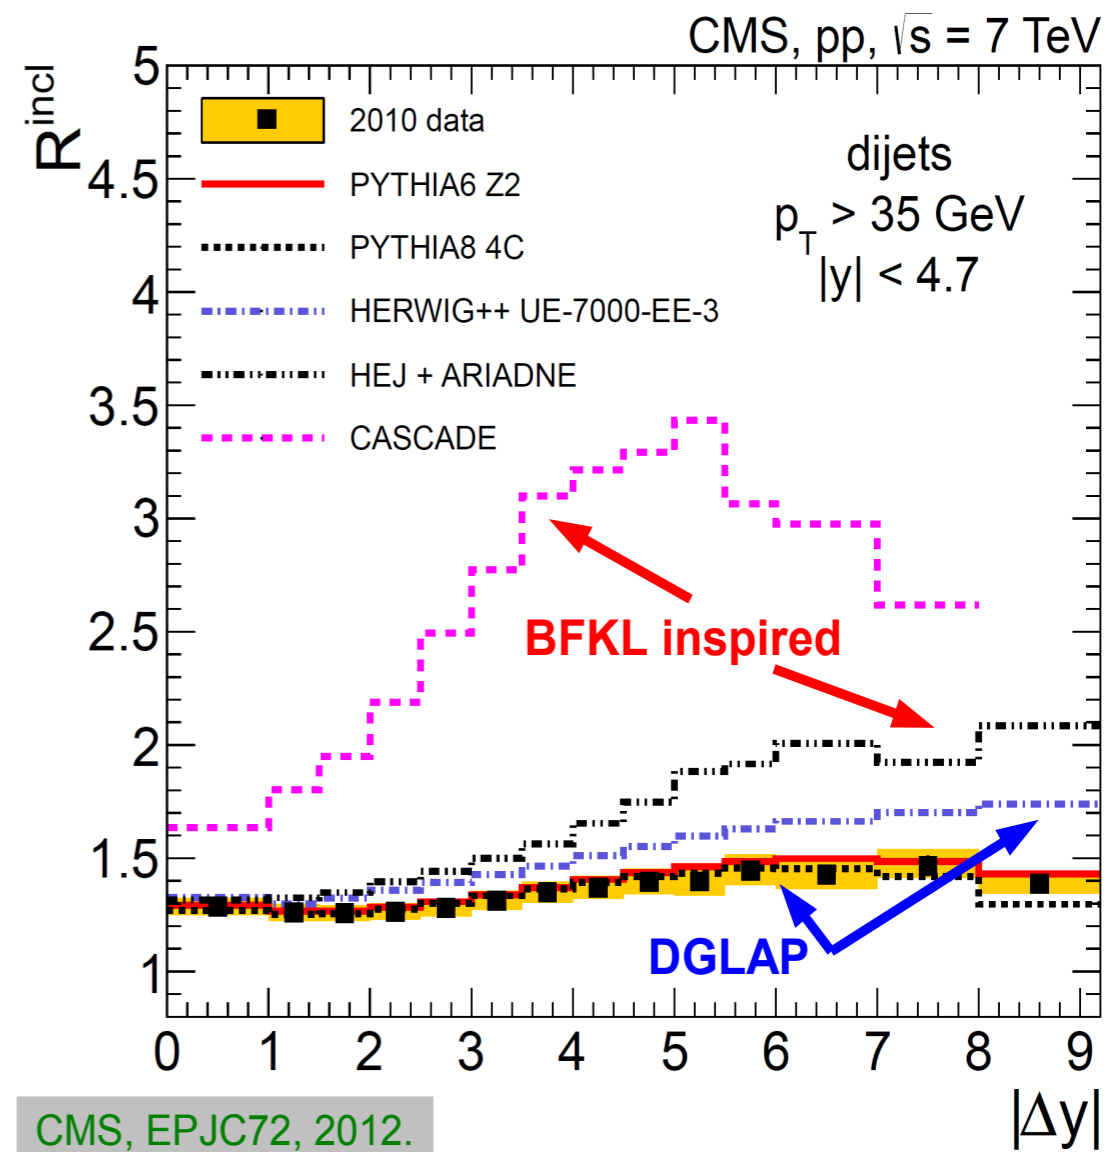 CMS, pp, √s = 7 TeV
R^incl
5
4.5
4
3.5
3
2.5
2
1.5
1
2010 data
PYTHIA6 Z2
PYTHIA8 4C
HERWIG++ UE-7000-EE-3
HEJ + ARIADNE
CASCADE
dijets
p_T > 35 GeV
|y| < 4.7
BFKL inspired
DGLAP
0 1 2 3 4 5 6 7 8 9
|Δy|
CMS, EPJC72, 2012.